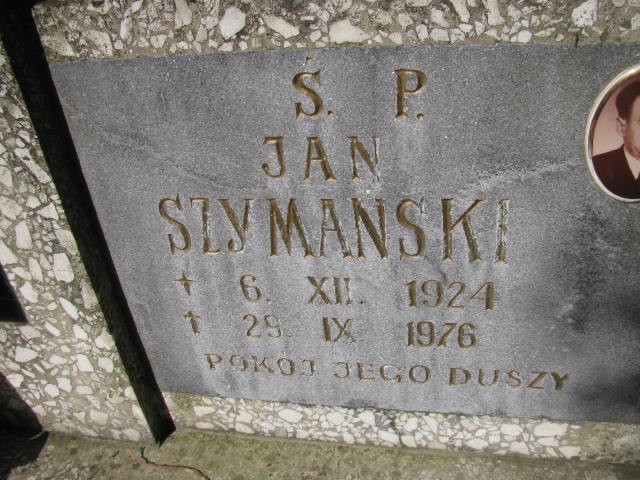 Ś. P.
JAN
SZYMAŃSKI
6. XII. 1924
29. IX. 1976
POKÓJ JEGO DUSZY